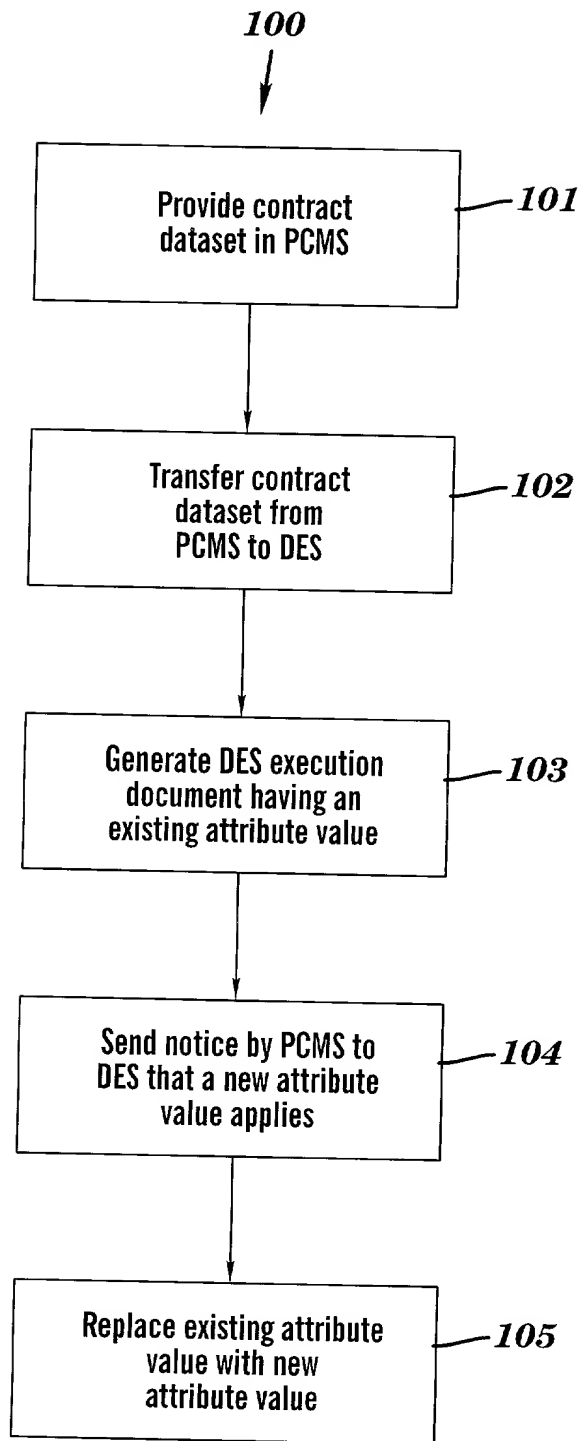 100
Provide contract
dataset in PCMS
101
Transfer contract
dataset from
PCMS to DES
102
Generate DES execution
document having an
existing attribute value
103
Send notice by PCMS to
DES that a new attribute
value applies
104
Replace existing attribute
value with new
attribute value
105